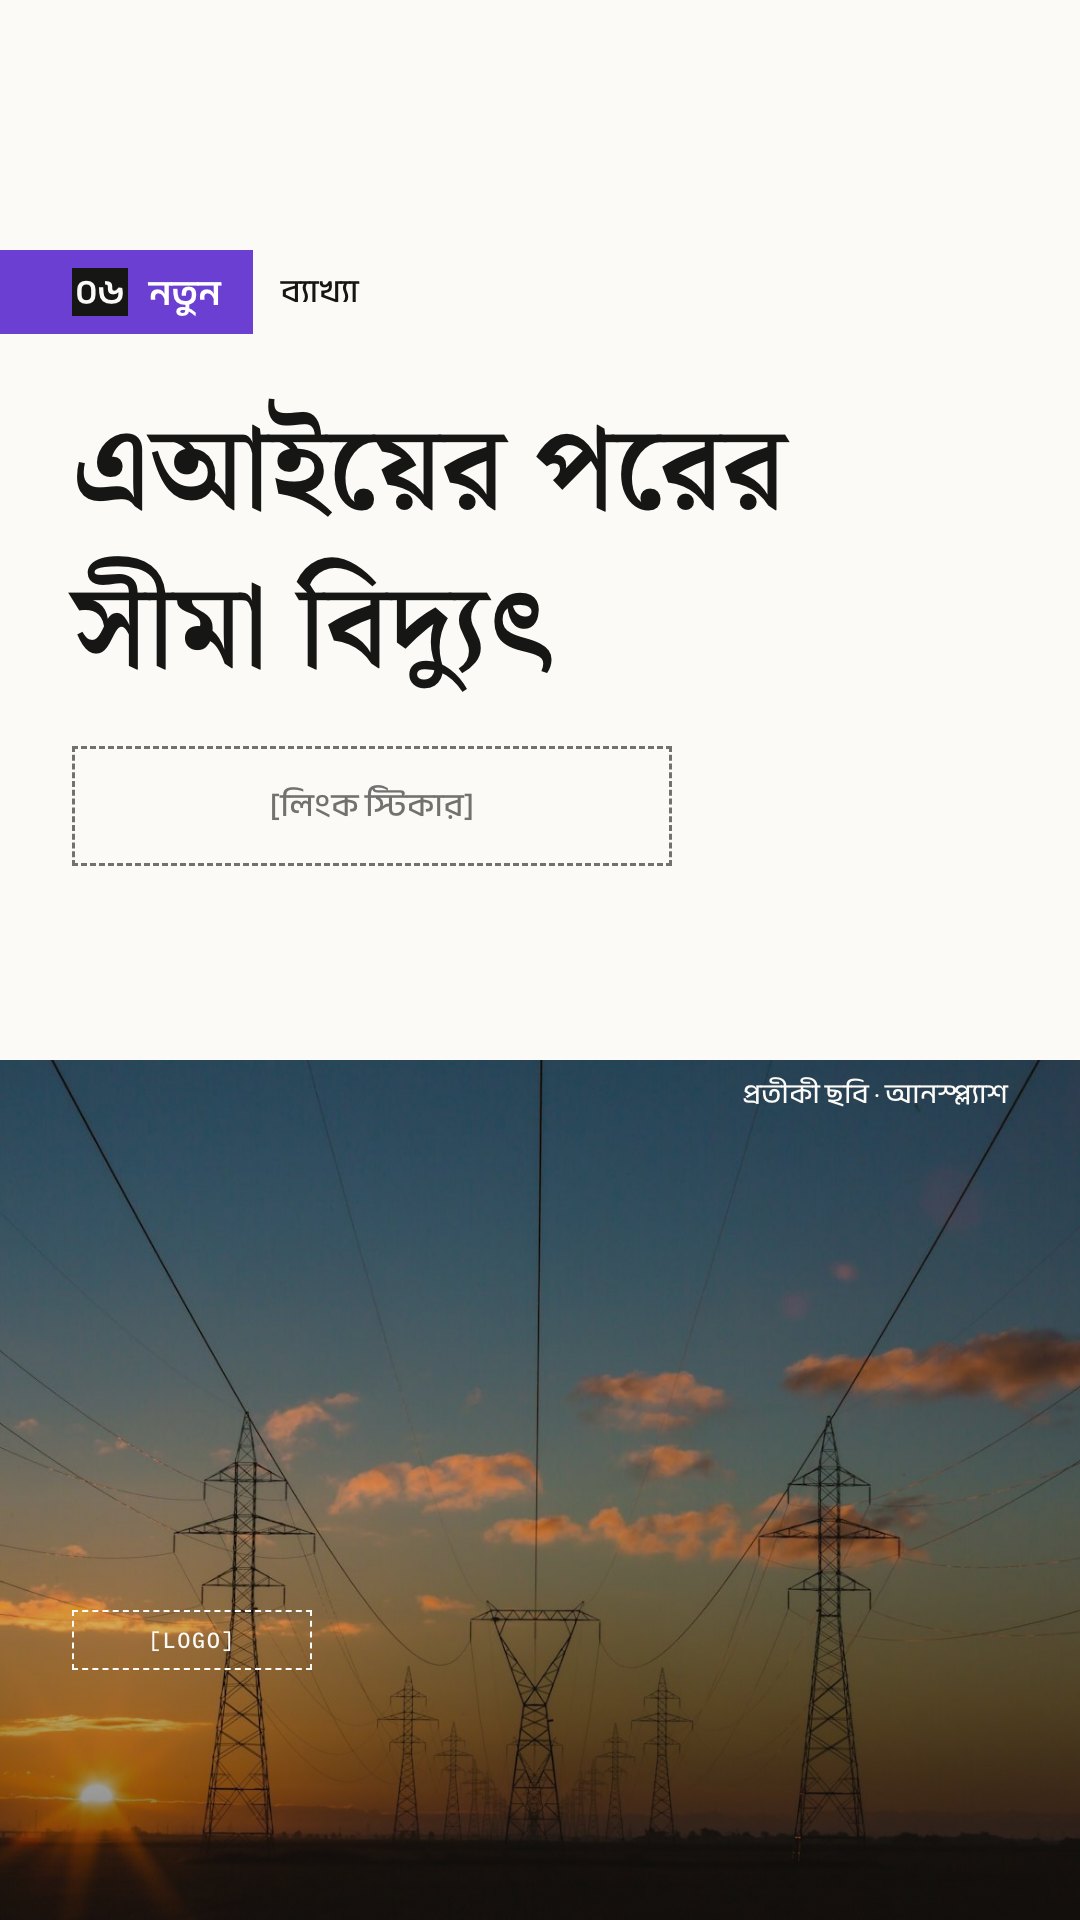 ০৬ নতুন ব্যাখ্যা
এআইয়ের পরের
সীমা বিদ্যুৎ
[লিংক স্টিকার]
প্রতীকী ছবি · আনস্প্ল্যাশ
[LOGO]